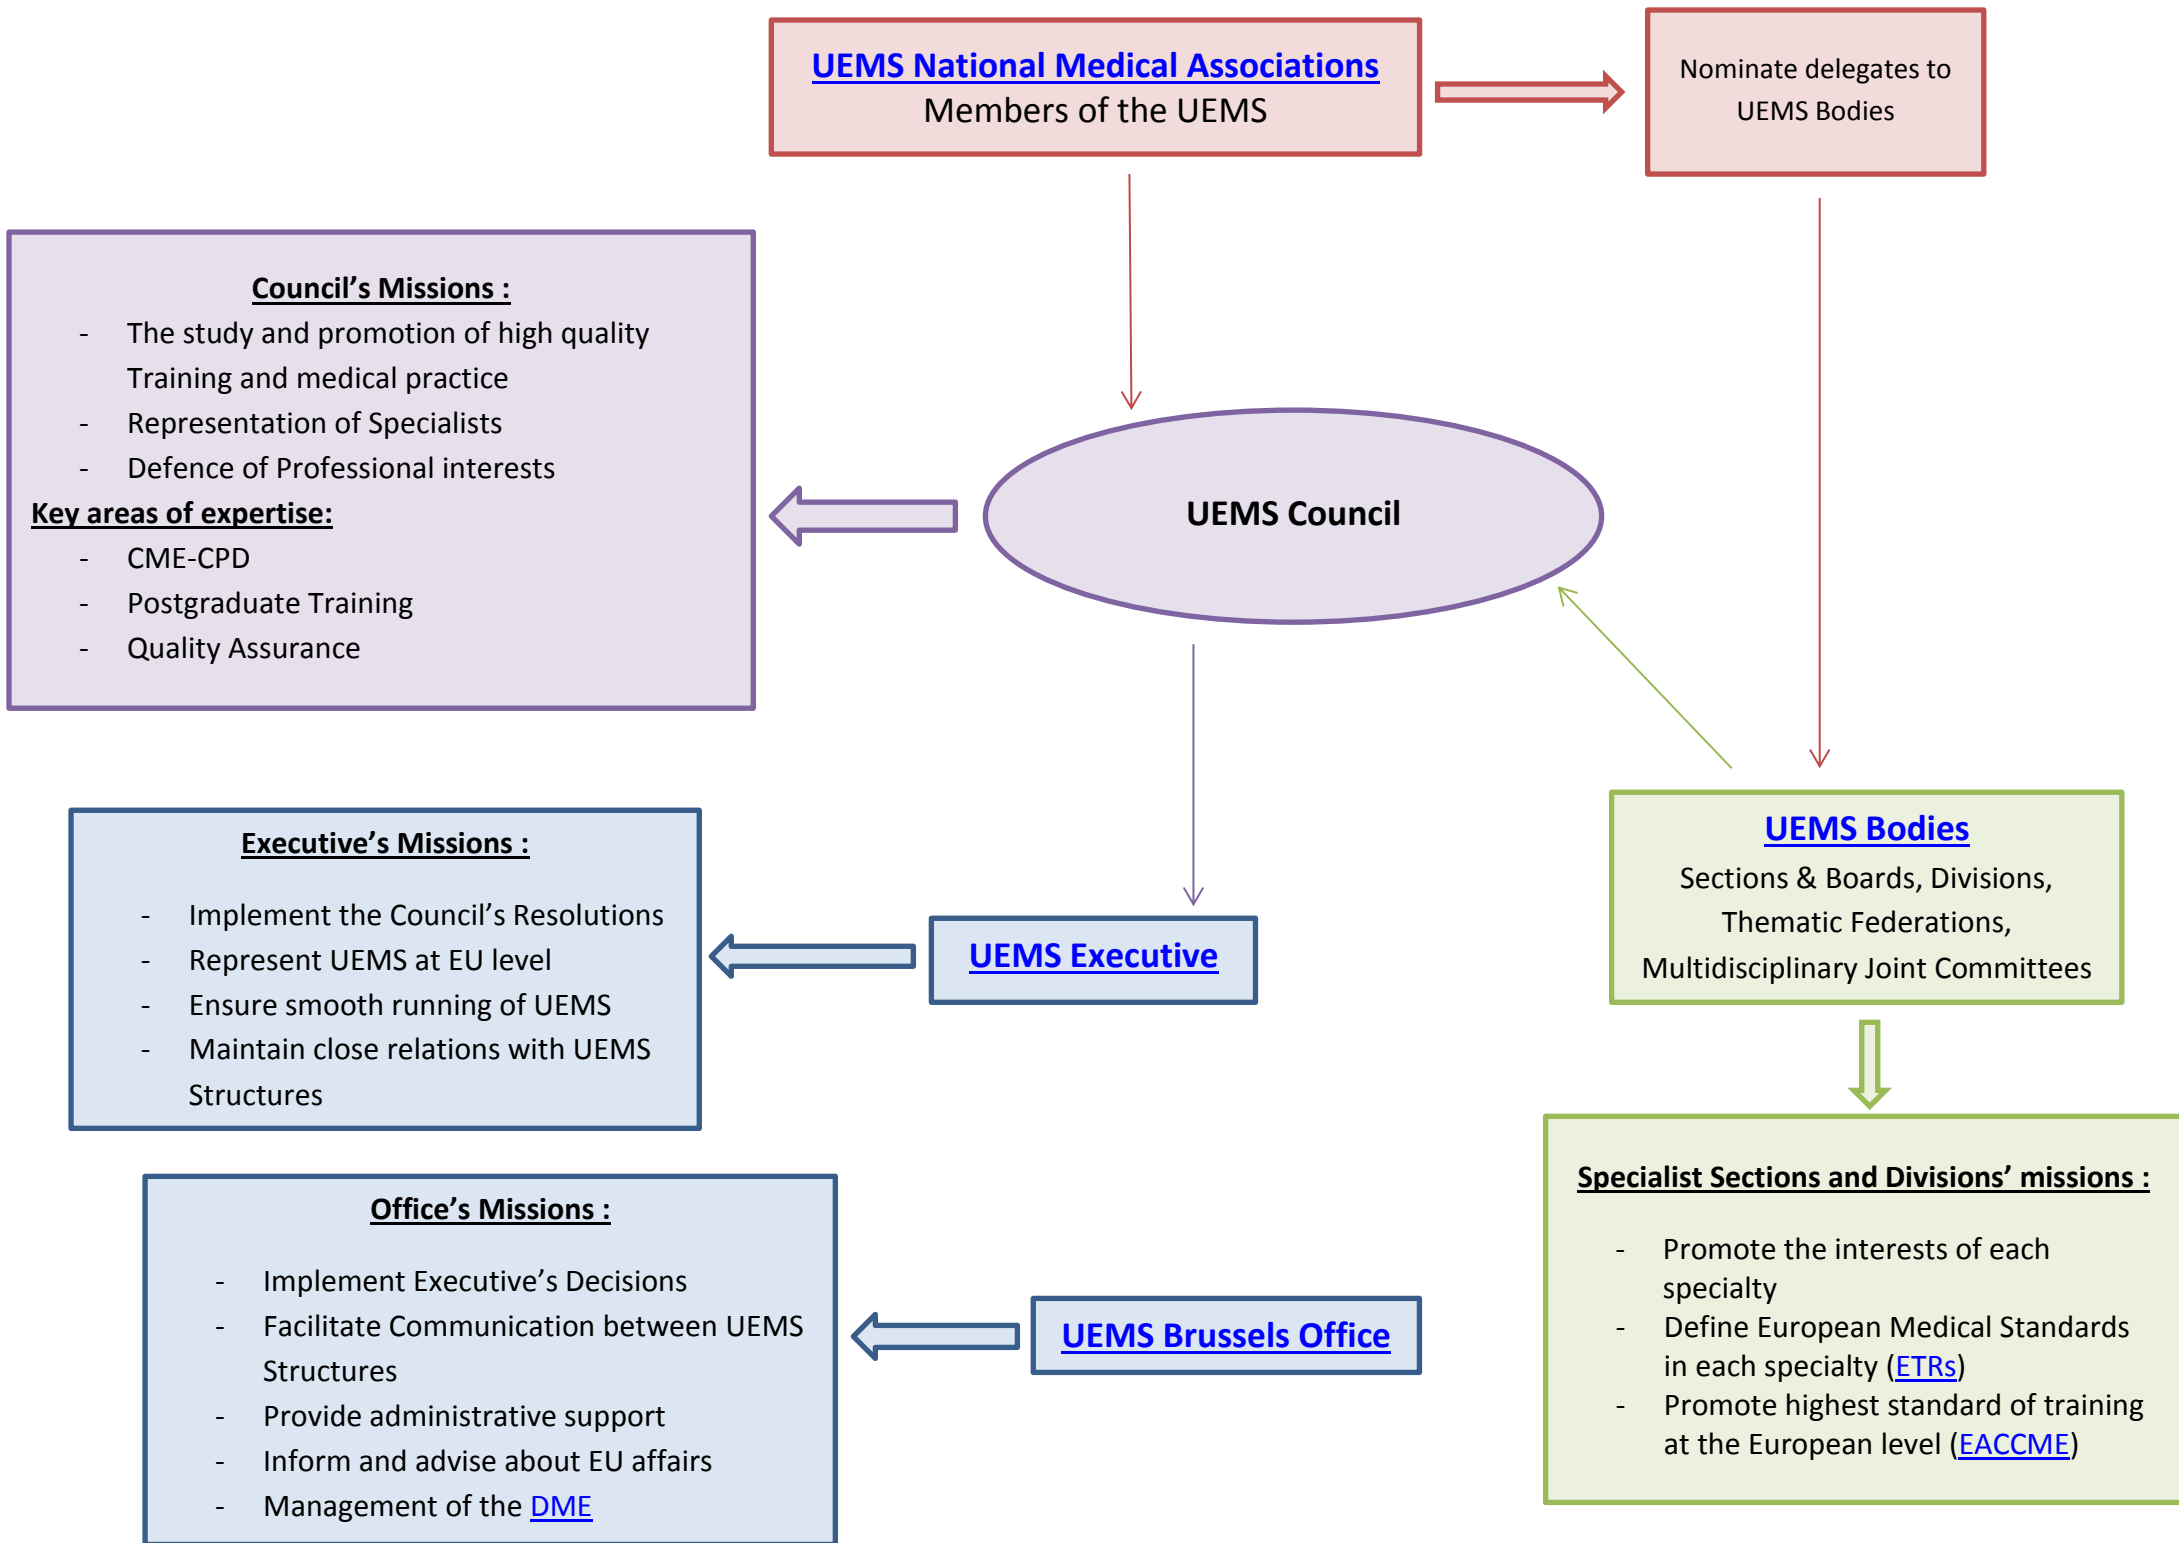 UEMS National Medical Associations
Members of the UEMS
Nominate delegates to
UEMS Bodies
Council’s Missions :
- The study and promotion of high quality
Training and medical practice
- Representation of Specialists
- Defence of Professional interests
Key areas of expertise:
- CME-CPD
- Postgraduate Training
- Quality Assurance
UEMS Council
Executive’s Missions :
- Implement the Council’s Resolutions
- Represent UEMS at EU level
- Ensure smooth running of UEMS
- Maintain close relations with UEMS
Structures
UEMS Executive
UEMS Bodies
Sections & Boards, Divisions,
Thematic Federations,
Multidisciplinary Joint Committees
Office’s Missions :
- Implement Executive’s Decisions
- Facilitate Communication between UEMS
Structures
- Provide administrative support
- Inform and advise about EU affairs
- Management of the DME
UEMS Brussels Office
Specialist Sections and Divisions’ missions :
- Promote the interests of each
specialty
- Define European Medical Standards
in each specialty (ETRs)
- Promote highest standard of training
at the European level (EACCME)